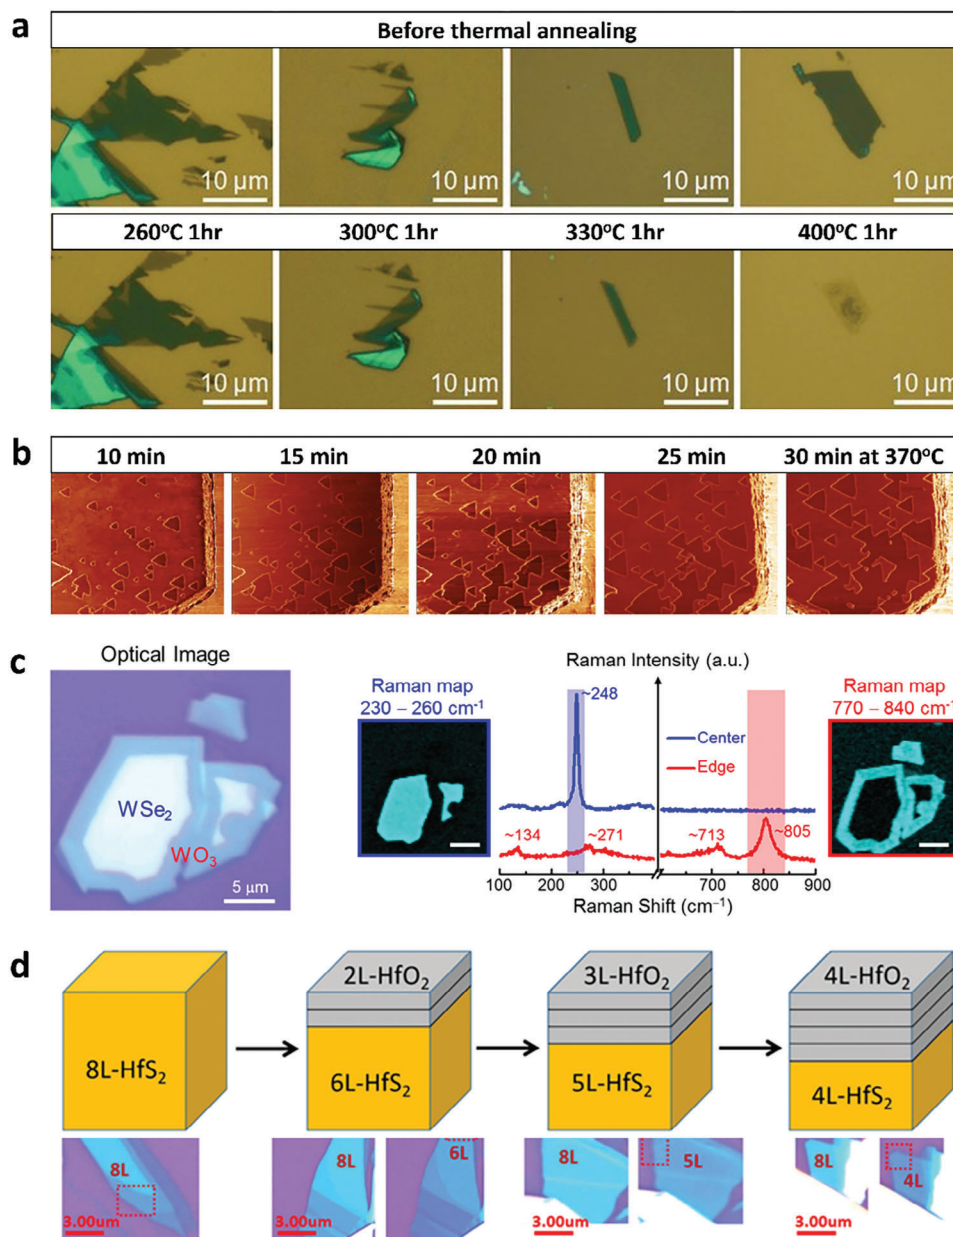 a
Before thermal annealing
10 μm 10 μm 10 μm 10 μm
260°C 1hr 300°C 1hr 330°C 1hr 400°C 1hr
10 μm 10 μm 10 μm 10 μm
b
10 min 15 min 20 min 25 min 30 min at 370°C
c
Optical Image
WSe₂
WO₃
5 μm
Raman Intensity (a.u.)
Raman map
230 – 260 cm⁻¹
~248
Center
Edge
~134
~271
~713
~805
100 200 300 700 800 900
Raman Shift (cm⁻¹)
Raman map
770 – 840 cm⁻¹
d
8L-HfS₂
2L-HfO₂
6L-HfS₂
3L-HfO₂
5L-HfS₂
4L-HfO₂
4L-HfS₂
8L 8L 6L 8L 5L 8L 4L
3.00um 3.00um 3.00um 3.00um